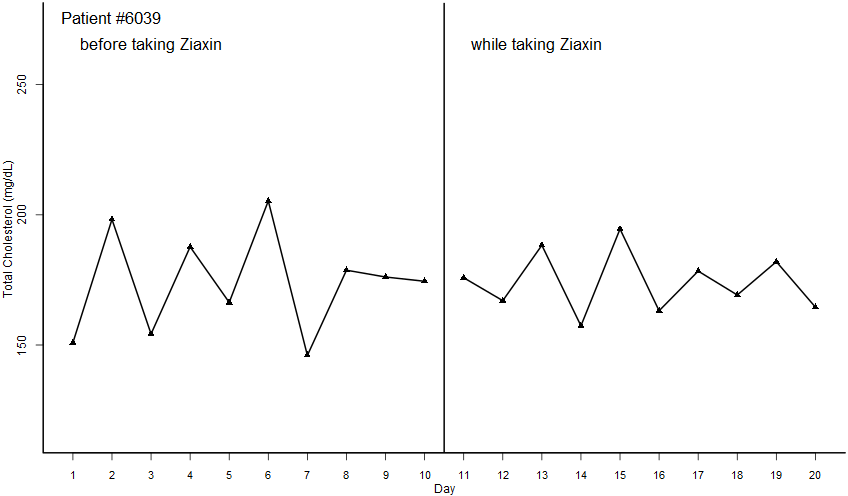 Patient #6039
before taking Ziaxin
while taking Ziaxin
Total Cholesterol (mg/dL)
250
200
150
1 2 3 4 5 6 7 8 9 10 11 12 13 14 15 16 17 18 19 20
Day